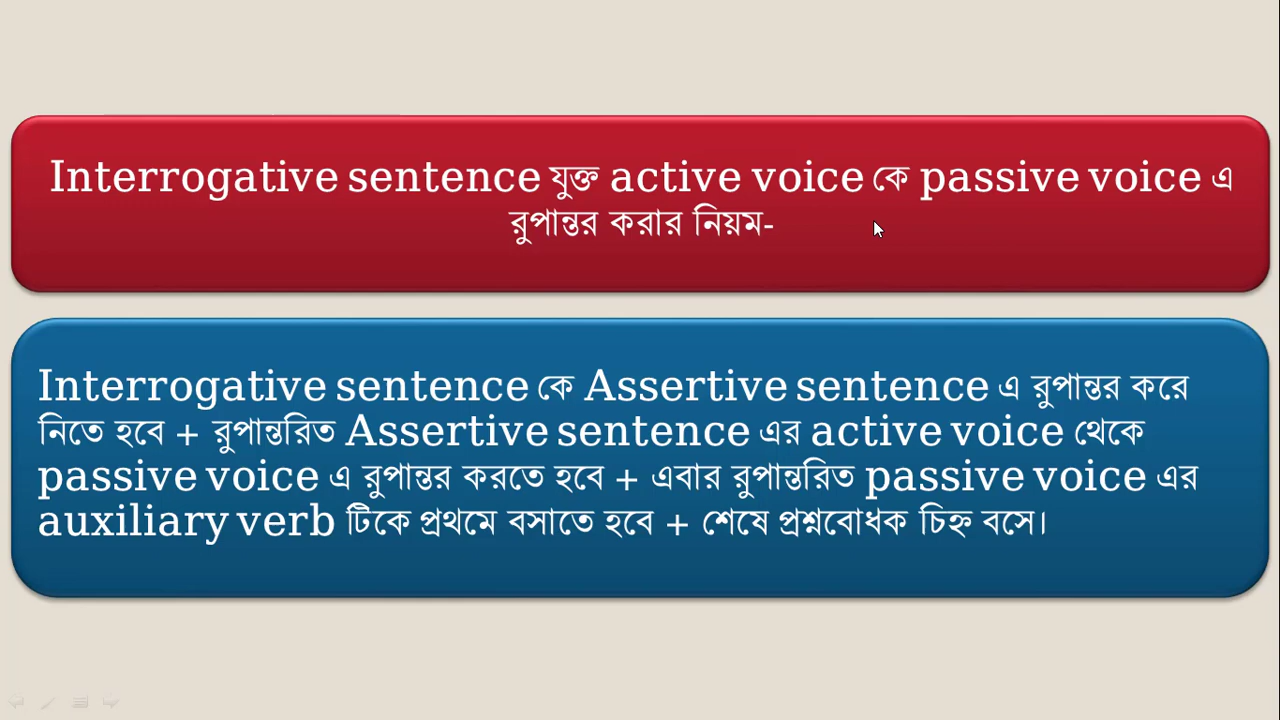 Interrogative sentence যুক্ত active voice কে passive voice এ
রুপান্তর করার নিয়ম-
Interrogative sentence কে Assertive sentence এ রুপান্তর করে
নিতে হবে + রুপান্তরিত Assertive sentence এর active voice থেকে
passive voice এ রুপান্তর করতে হবে + এবার রুপান্তরিত passive voice এর
auxiliary verb টিকে প্রথমে বসাতে হবে + শেষে প্রশ্নবোধক চিহ্ন বসে।